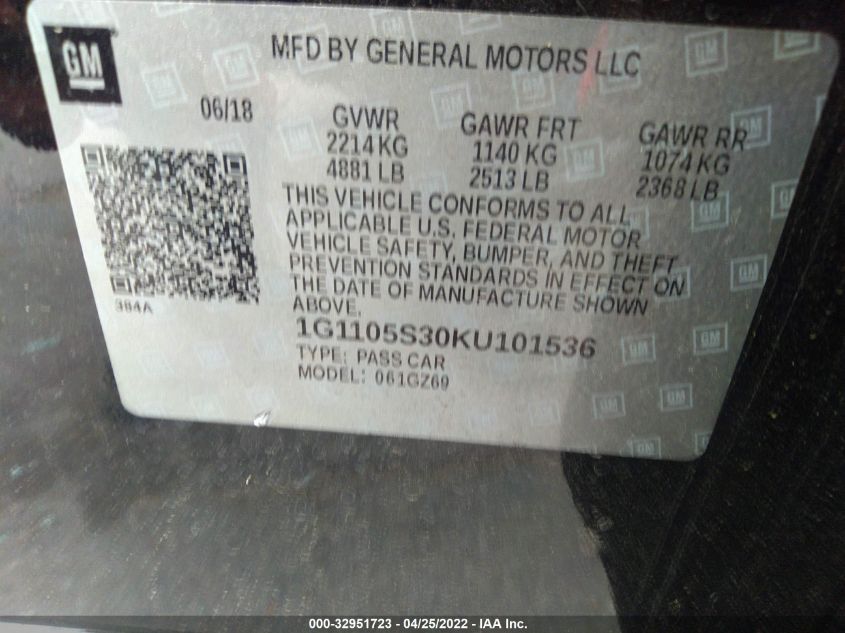 GM
MFD BY GENERAL MOTORS LLC
06/18
GVWR
2214 KG
4881 LB
GAWR FRT
1140 KG
2513 LB
GAWR RR
1074 KG
2368 LB
THIS VEHICLE CONFORMS TO ALL
APPLICABLE U.S. FEDERAL MOTOR
VEHICLE SAFETY, BUMPER, AND THEFT
PREVENTION STANDARDS IN EFFECT ON
THE DATE OF MANUFACTURE SHOWN
ABOVE.
384A
1G1105S30KU101536
TYPE: PASS CAR
MODEL: 061GZ69
000-32951723 - 04/25/2022 - IAA Inc.